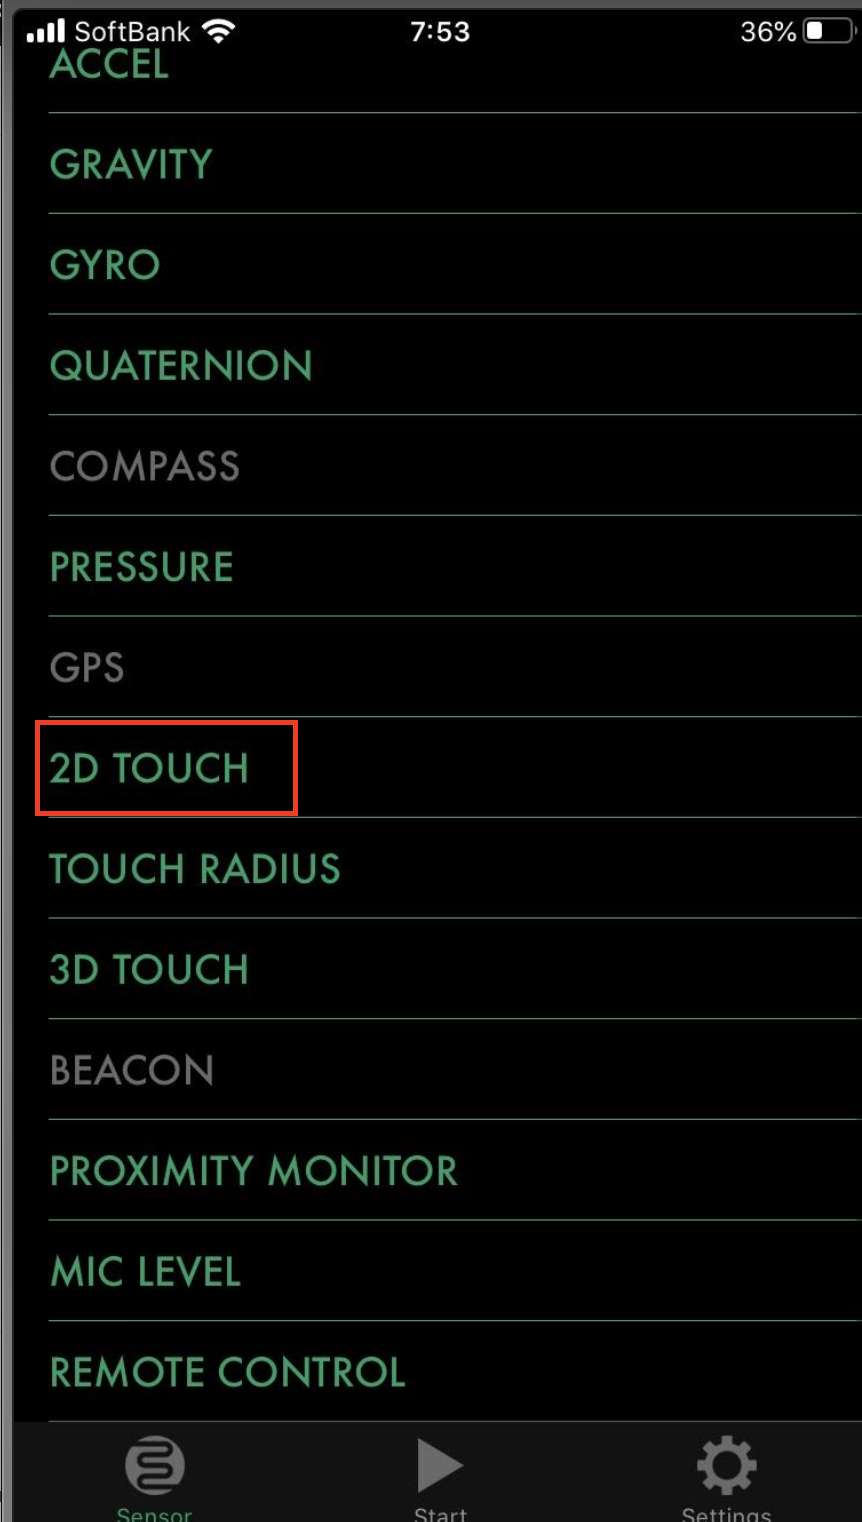 SoftBank 7:53 36%
ACCEL
GRAVITY
GYRO
QUATERNION
COMPASS
PRESSURE
GPS
2D TOUCH
TOUCH RADIUS
3D TOUCH
BEACON
PROXIMITY MONITOR
MIC LEVEL
REMOTE CONTROL
Sensor Start Settings